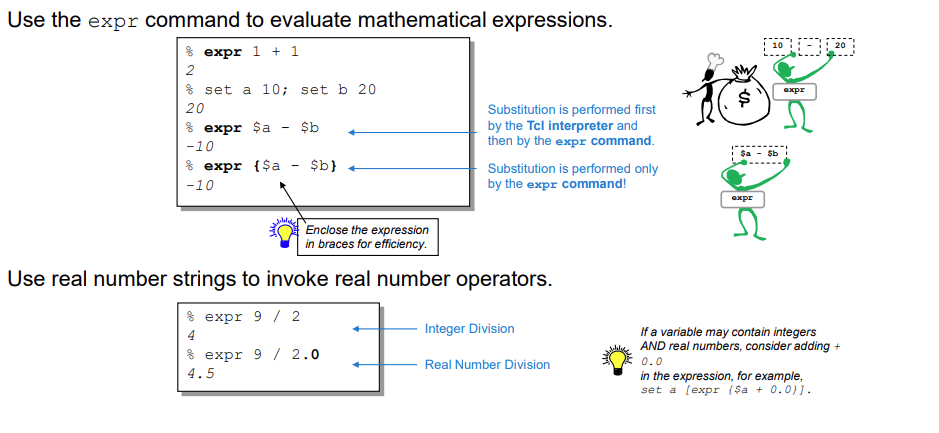 Use the expr command to evaluate mathematical expressions.
% expr 1 + 1
2
% set a 10; set b 20
20
% expr $a - $b
-10
% expr {$a - $b}
-10
Substitution is performed first
by the Tcl interpreter and
then by the expr command.
Substitution is performed only
by the expr command!
10 - 20
expr
$
$a - $b
expr
Enclose the expression
in braces for efficiency.
Use real number strings to invoke real number operators.
% expr 9 / 2
4
% expr 9 / 2.0
4.5
Integer Division
Real Number Division
If a variable may contain integers
AND real numbers, consider adding +
0.0
in the expression, for example,
set a [expr {$a + 0.0}].